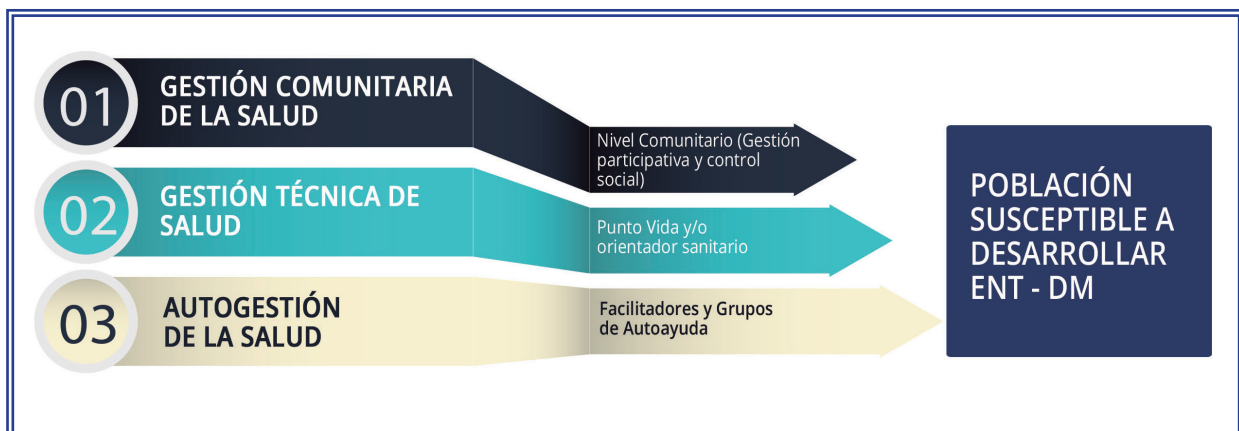 01
GESTIÓN COMUNITARIA
DE LA SALUD
Nivel Comunitario (Gestión
participativa y control
social)
02
GESTIÓN TÉCNICA DE
SALUD
Punto Vida y/o
orientador sanitario
03
AUTOGESTIÓN
DE LA SALUD
Facilitadores y Grupos
de Autoayuda
POBLACIÓN
SUSCEPTIBLE A
DESARROLLAR
ENT - DM